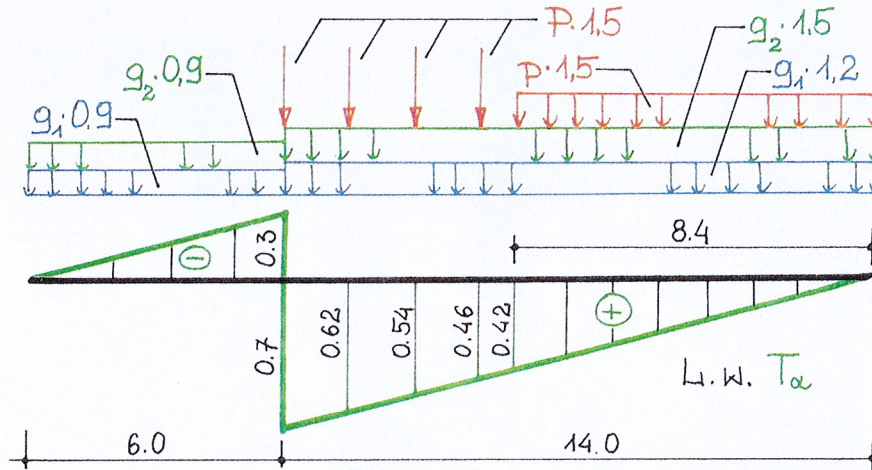 P·1,5
g₂·1,5
g₂·0,9
p·1,5
g₁·1,2
g₁·0,9
8.4
⊖
0.3
0.7
0.62
0.54
0.46
0.42
⊕
L.W. Tα
6.0
14.0